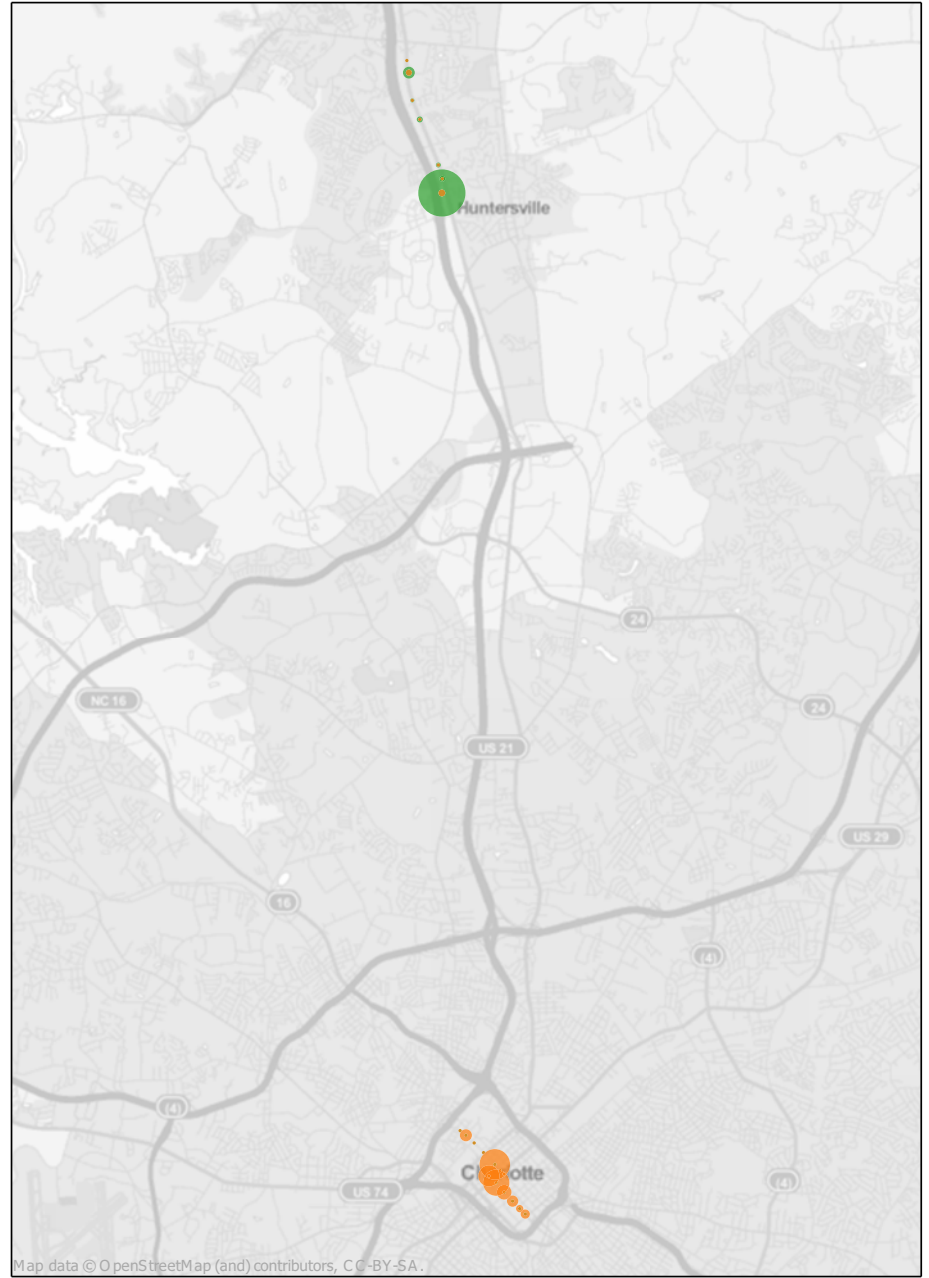 Huntersville
24
NC 16
24
US 21
US 29
16
(4)
(4)
Charlotte
(4)
US 74
Map data © OpenStreetMap (and) contributors, CC-BY-SA.